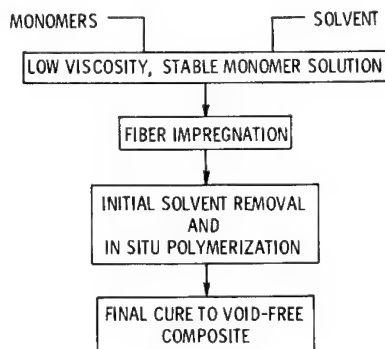 MONOMERS
SOLVENT
LOW VISCOSITY, STABLE MONOMER SOLUTION
FIBER IMPREGNATION
INITIAL SOLVENT REMOVAL
AND
IN SITU POLYMERIZATION
FINAL CURE TO VOID-FREE
COMPOSITE